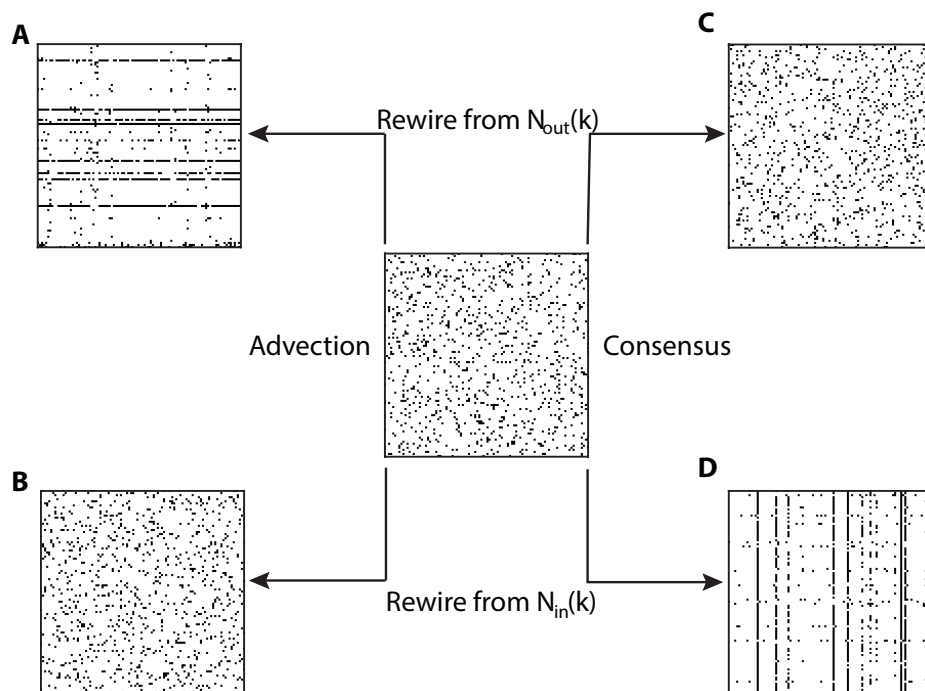 A
C
Rewire from N_out(k)
Advection
Consensus
B
D
Rewire from N_in(k)